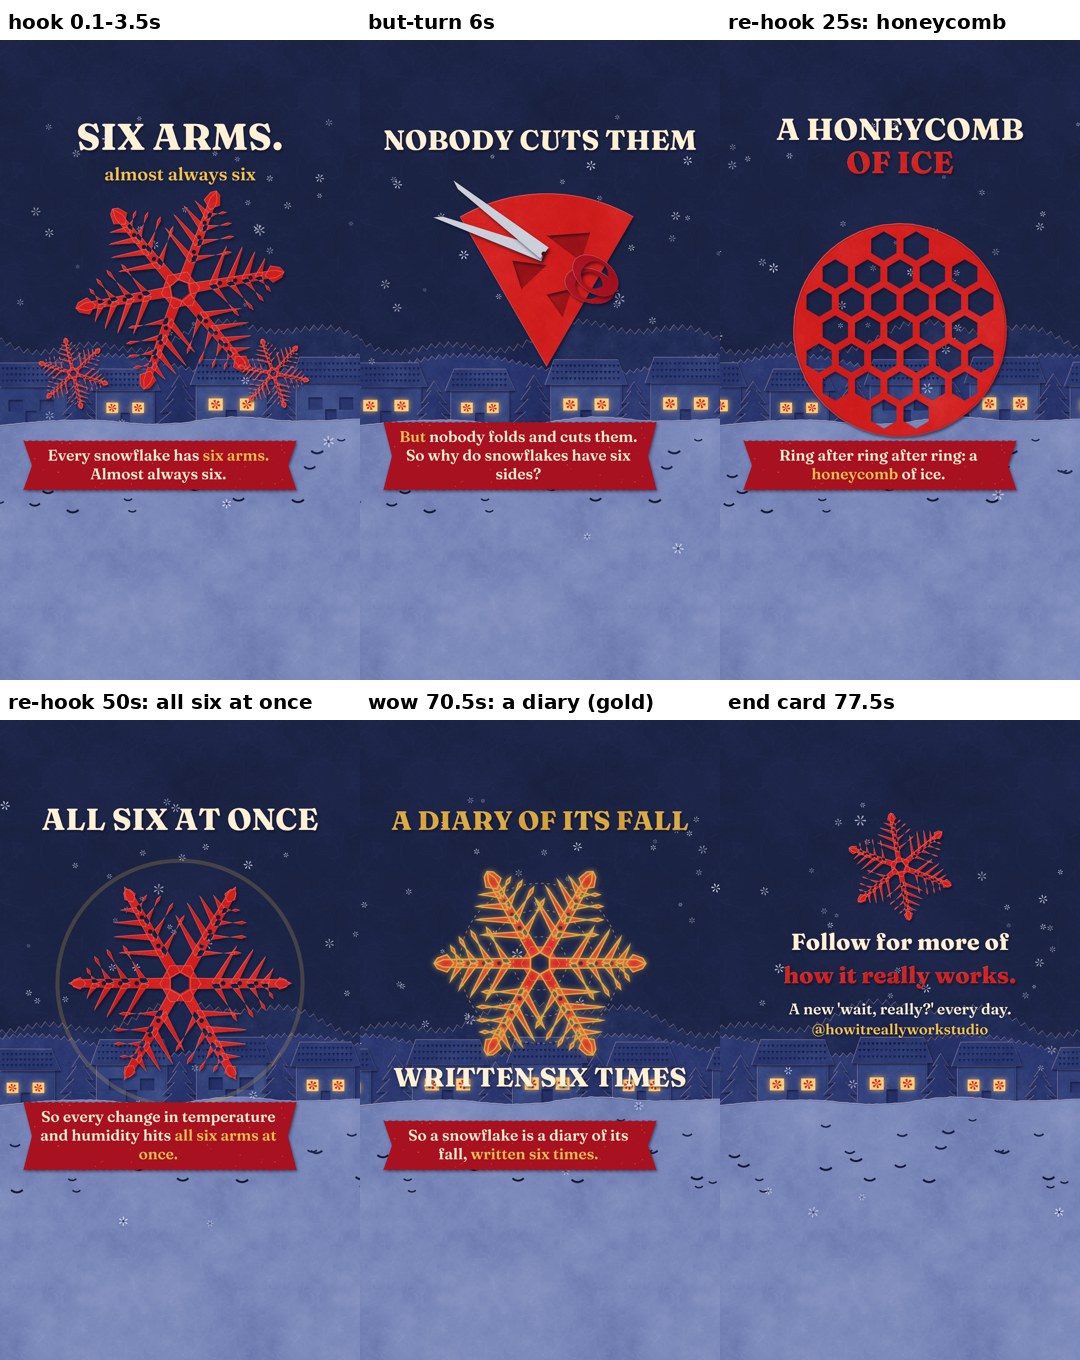 hook 0.1-3.5s
SIX ARMS.
almost always six
Every snowflake has six arms.
Almost always six.
but-turn 6s
NOBODY CUTS THEM
But nobody folds and cuts them.
So why do snowflakes have six
sides?
re-hook 25s: honeycomb
A HONEYCOMB
OF ICE
Ring after ring after ring: a
honeycomb of ice.
re-hook 50s: all six at once
ALL SIX AT ONCE
So every change in temperature
and humidity hits all six arms at
once.
wow 70.5s: a diary (gold)
A DIARY OF ITS FALL
WRITTEN SIX TIMES
So a snowflake is a diary of its
fall, written six times.
end card 77.5s
Follow for more of
how it really works.
A new 'wait, really?' every day.
@howitreallyworkstudio